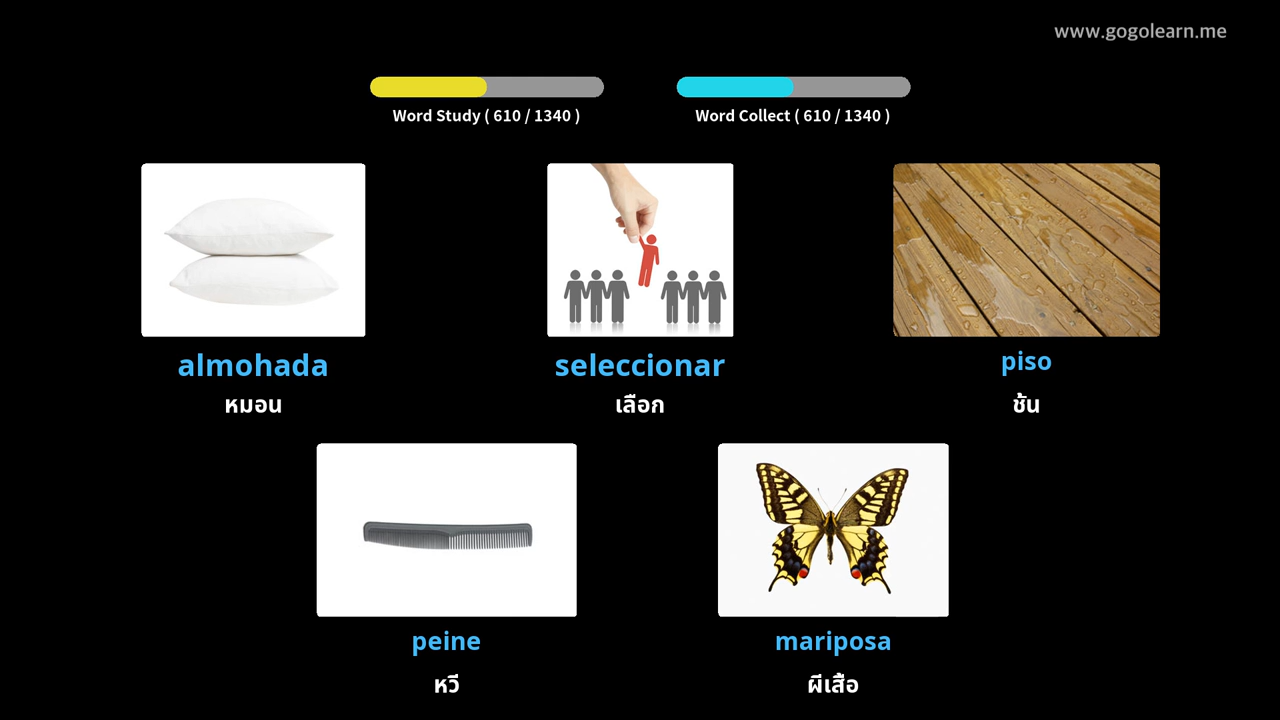 www.gogolearn.me
Word Study ( 610 / 1340 )
Word Collect ( 610 / 1340 )
almohada
หมอน
seleccionar
เลือก
piso
ชั้น
peine
หวี
mariposa
ผีเสื้อ